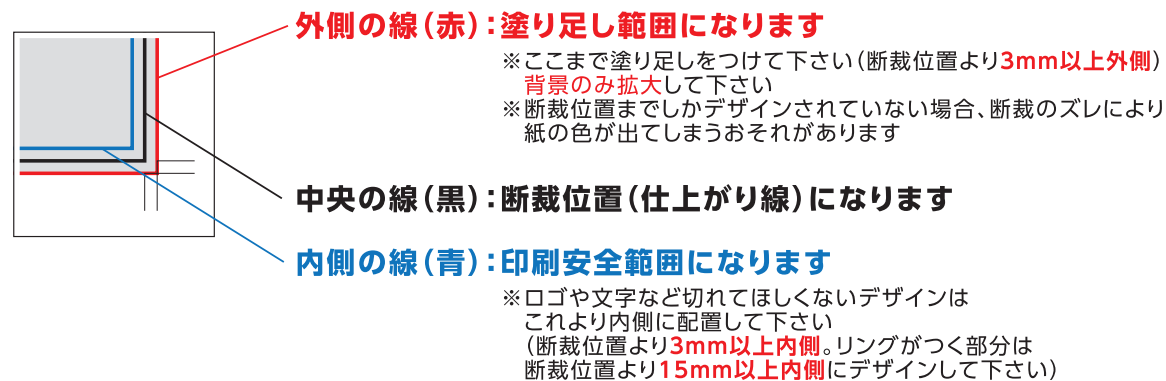 外側の線（赤）：塗り足し範囲になります
※ここまで塗り足しをつけて下さい（断裁位置より3mm以上外側）
背景のみ拡大して下さい
※断裁位置までしかデザインされていない場合、断裁のズレにより
紙の色が出てしまうおそれがあります
中央の線（黒）：断裁位置（仕上がり線）になります
内側の線（青）：印刷安全範囲になります
※ロゴや文字など切れてほしくないデザインは
これより内側に配置して下さい
（断裁位置より3mm以上内側。リングがつく部分は
断裁位置より15mm以上内側にデザインして下さい）